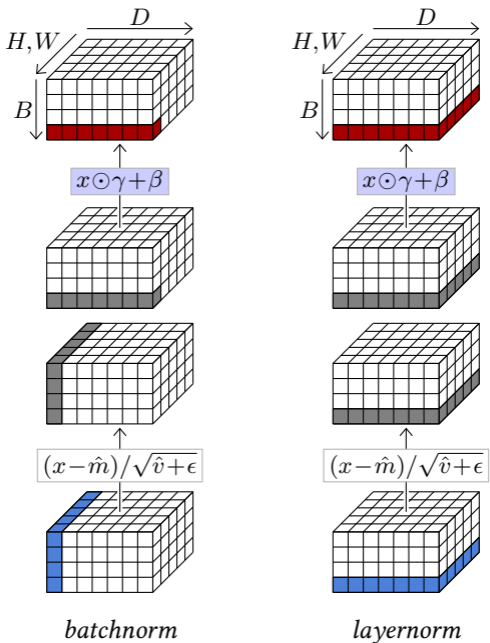 D D
H,W H,W
B B
x⊙γ+β x⊙γ+β
(x−m̂)/√v̂+ϵ (x−m̂)/√v̂+ϵ
batchnorm layernorm